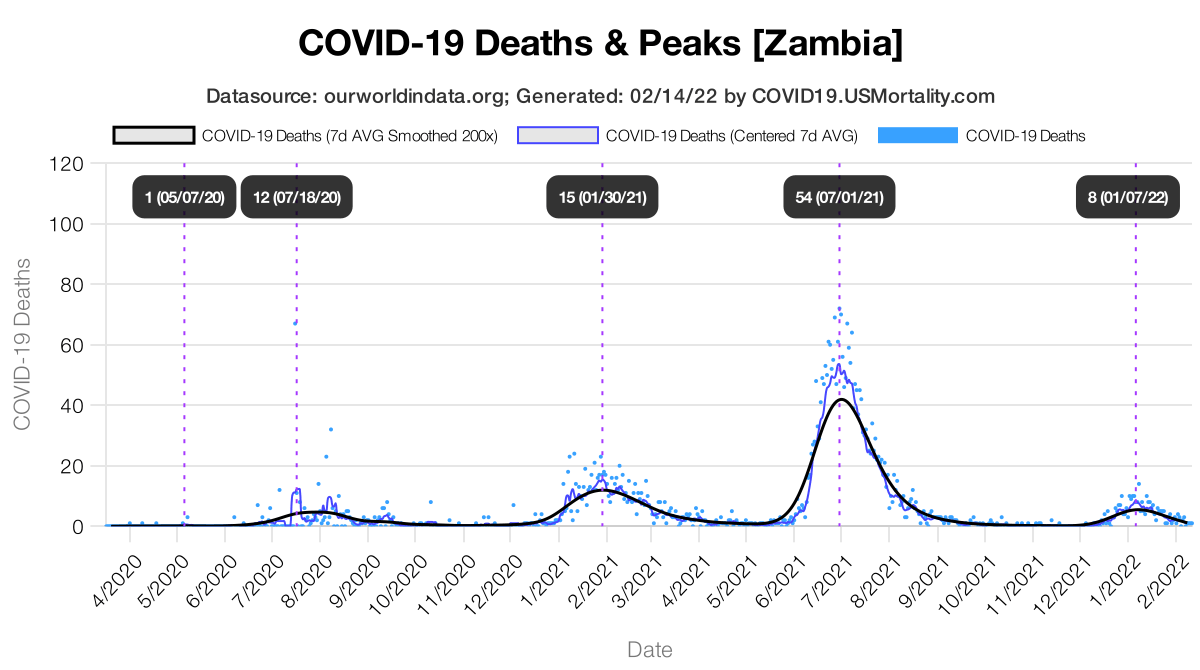 COVID-19 Deaths & Peaks [Zambia]
Datasource: ourworldindata.org; Generated: 02/14/22 by COVID19.USMortality.com
COVID-19 Deaths (7d AVG Smoothed 200x) COVID-19 Deaths (Centered 7d AVG) COVID-19 Deaths
120
1 (05/07/20) 12 (07/18/20) 15 (01/30/21) 54 (07/01/21) 8 (01/07/22)
100
80
60
40
20
0
COVID-19 Deaths
4/2020 5/2020 6/2020 7/2020 8/2020 9/2020 10/2020 11/2020 12/2020 1/2021 2/2021 3/2021 4/2021 5/2021 6/2021 7/2021 8/2021 9/2021 10/2021 11/2021 12/2021 1/2022 2/2022
Date